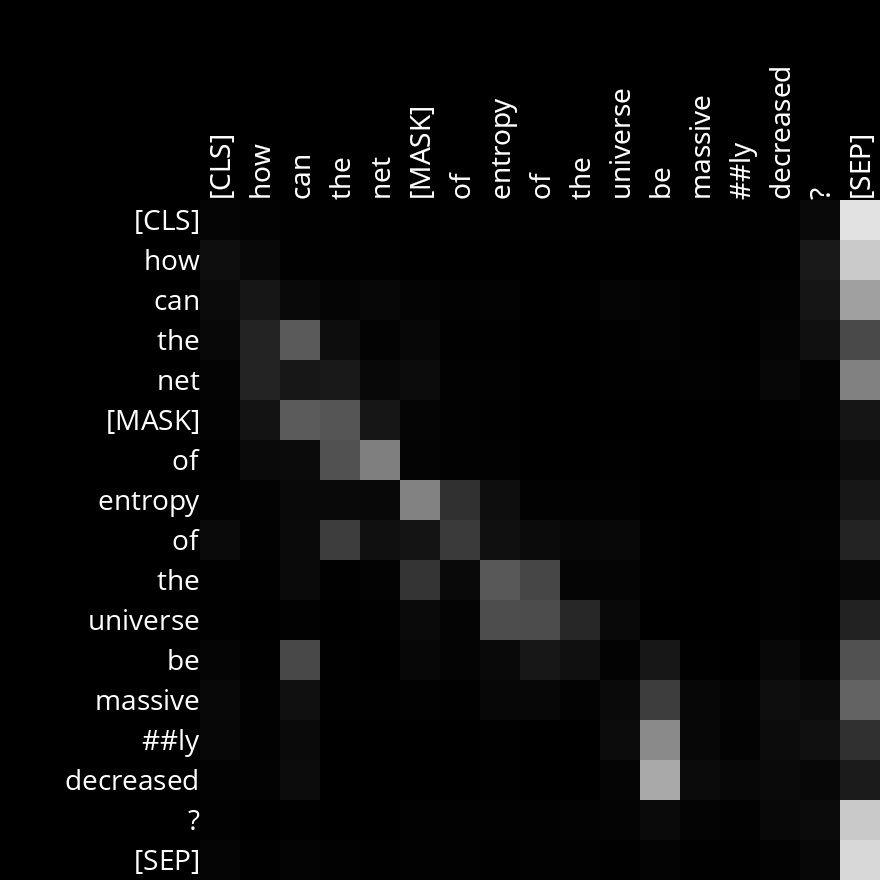 [CLS] how can the net [MASK] of entropy of the universe be massive ##ly decreased ? [SEP]
[CLS]
how
can
the
net
[MASK]
of
entropy
of
the
universe
be
massive
##ly
decreased
?
[SEP]